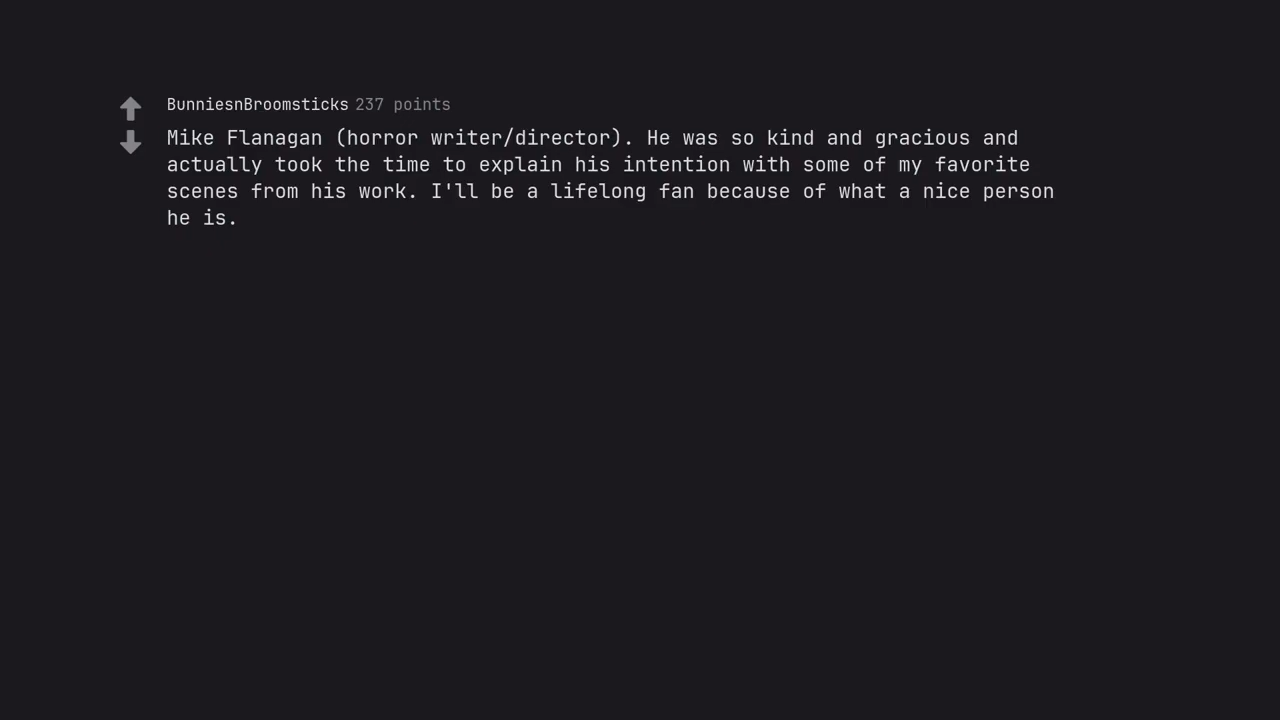 BunniesnBroomsticks 237 points
Mike Flanagan (horror writer/director). He was so kind and gracious and
actually took the time to explain his intention with some of my favorite
scenes from his work. I'll be a lifelong fan because of what a nice person
he is.